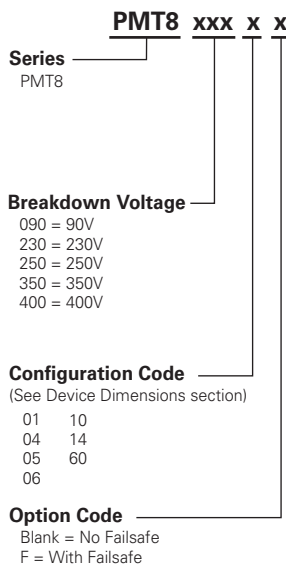 PMT8 xxx x x
Series
PMT8
Breakdown Voltage
090 = 90V
230 = 230V
250 = 250V
350 = 350V
400 = 400V
Configuration Code
(See Device Dimensions section)
01 10
04 14
05 60
06
Option Code
Blank = No Failsafe
F = With Failsafe